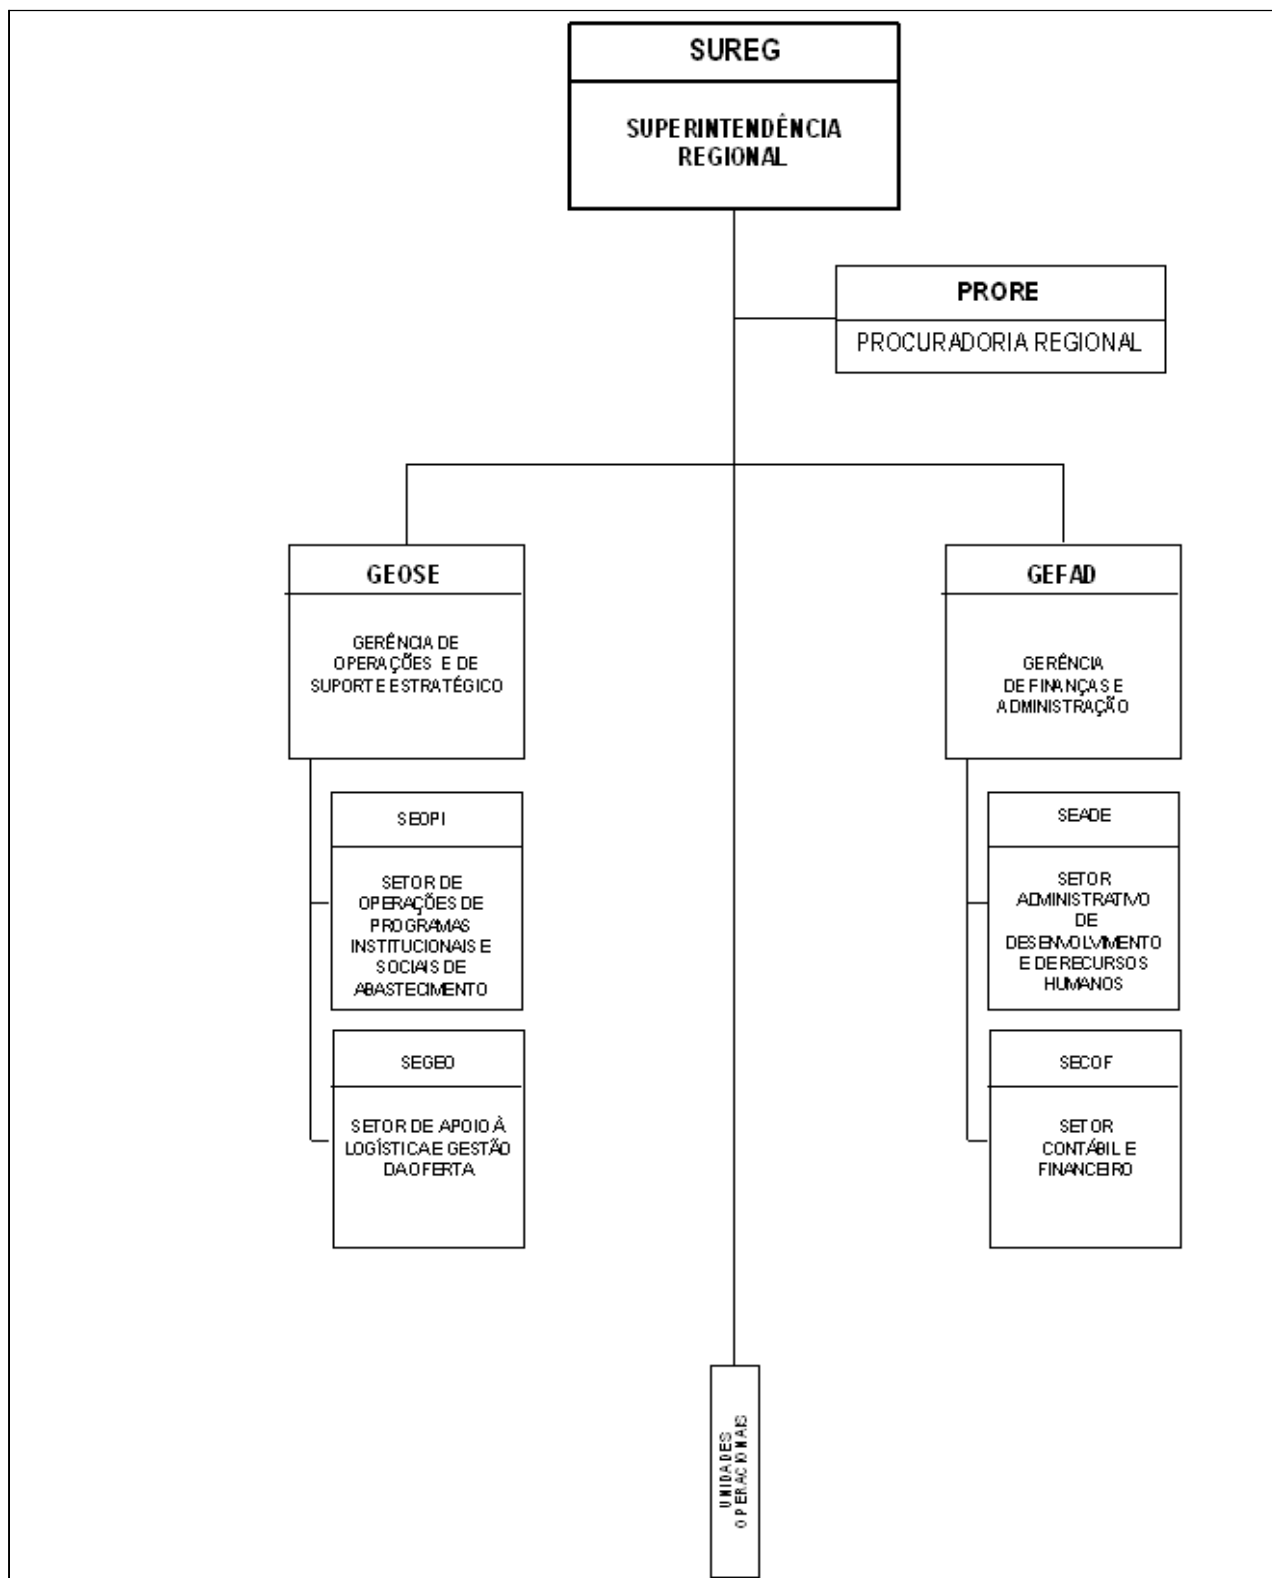 SUREG
SUPERINTENDÊNCIA
REGIONAL
PRORE
PROCURADORIA REGIONAL
GEOSE
GERÊNCIA DE
OPERAÇÕES E DE
SUPORTE ESTRATÉGICO
GEFAD
GERÊNCIA
DE FINANÇAS E
ADMINISTRAÇÃO
SEOPI
SETOR DE
OPERAÇÕES DE
PROGRAMAS
INSTITUCIONAIS E
SOCIAIS DE
ABASTECIMENTO
SEADE
SETOR
ADMINISTRATIVO
DE
DESENVOLVIMENTO
E DE RECURSOS
HUMANOS
SEGEO
SETOR DE APOIO À
LOGÍSTICA E GESTÃO
DA OFERTA
SECOF
SETOR
CONTÁBIL E
FINANCEIRO
UNIDADES
OPERACIONAIS